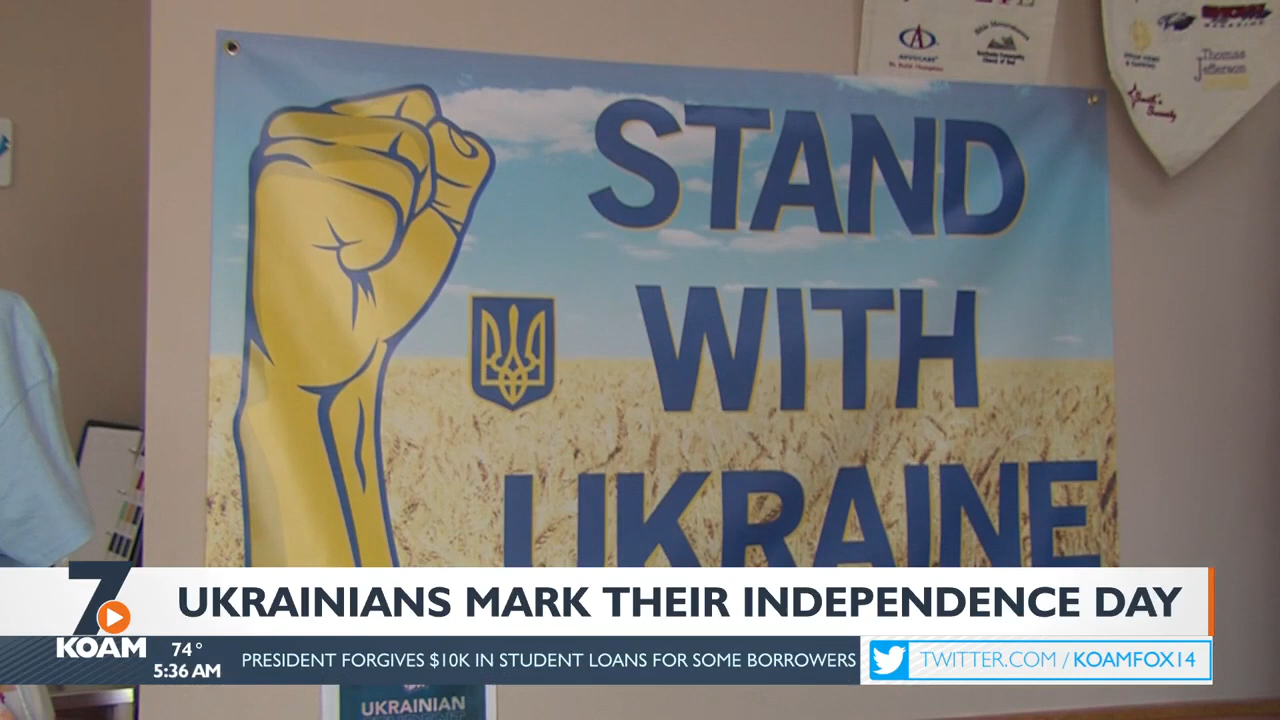 ADVOCARE
Thomas
Jefferson
STAND
WITH
UKRAINE
UKRAINIANS MARK THEIR INDEPENDENCE DAY
7
KOAM
74°
5:36 AM
PRESIDENT FORGIVES $10K IN STUDENT LOANS FOR SOME BORROWERS
TWITTER.COM / KOAMFOX14
UKRAINIAN